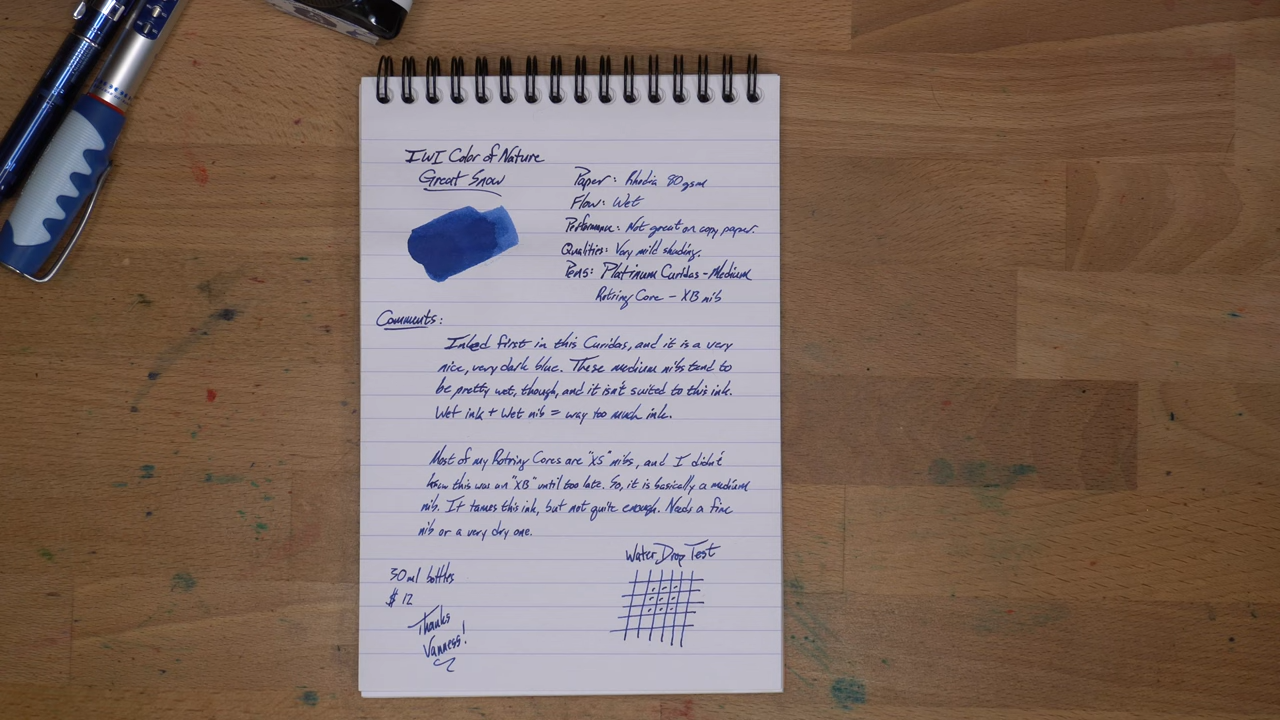 IWI Color of Nature
Great Snow
Paper: Rhodia 80gsm
Flow: Wet
Performance: Not great on copy paper.
Qualities: Very mild shading.
Pens: Platinum Curidas - Medium
Rotring Core - XB nib
Comments:
Inked first in this Curidas, and it is a very
nice, very dark blue. These medium nibs tend to
be pretty wet, though, and it isn't suited to this ink.
Wet ink + Wet nib = way too much ink.
Most of my Rotring Cores are "XS" nibs, and I didn't
know this was an "XB" until too late. So, it is basically a medium
nib. It tames this ink, but not quite enough. Needs a fine
nib or a very dry one.
Water Drop Test
30ml bottles
$12
Thanks
Vanness!